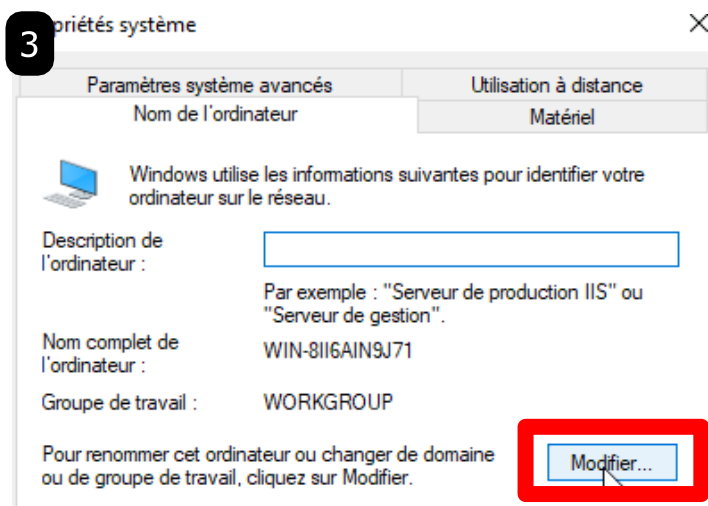 3
priétés système
Paramètres système avancés
Utilisation à distance
Nom de l'ordinateur
Matériel
Windows utilise les informations suivantes pour identifier votre
ordinateur sur le réseau.
Description de
l'ordinateur :
Par exemple : "Serveur de production IIS" ou
"Serveur de gestion".
Nom complet de
l'ordinateur :
WIN-8II6AIN9J71
Groupe de travail :
WORKGROUP
Pour renommer cet ordinateur ou changer de domaine
ou de groupe de travail, cliquez sur Modifier.
Modifier...